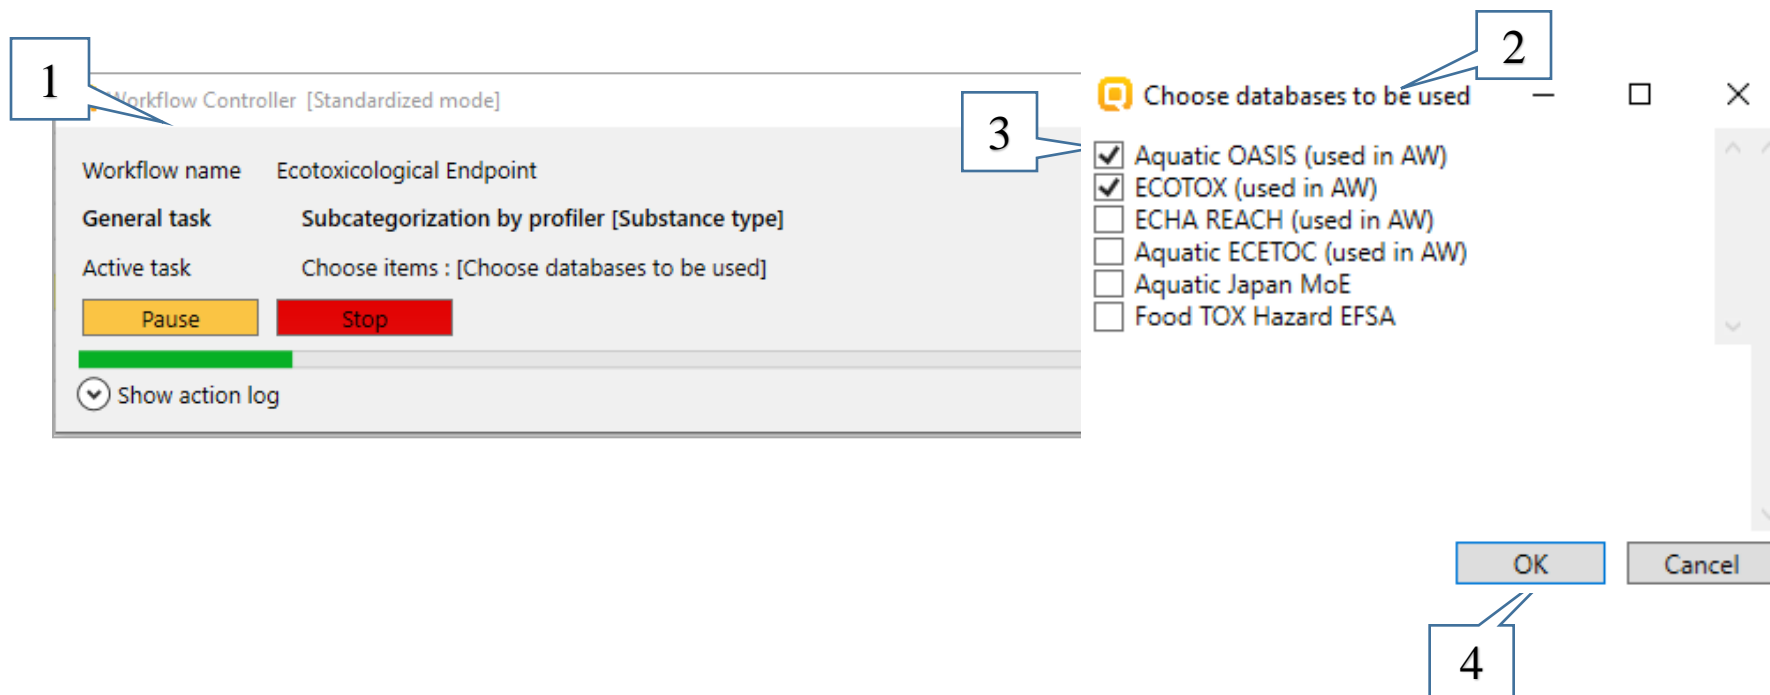 1
Workflow Controller [Standardized mode]
Workflow name Ecotoxicological Endpoint
General task Subcategorization by profiler [Substance type]
Active task Choose items : [Choose databases to be used]
Pause Stop
Show action log
2
Choose databases to be used
3
Aquatic OASIS (used in AW)
ECOTOX (used in AW)
ECHA REACH (used in AW)
Aquatic ECETOC (used in AW)
Aquatic Japan MoE
Food TOX Hazard EFSA
OK Cancel
4